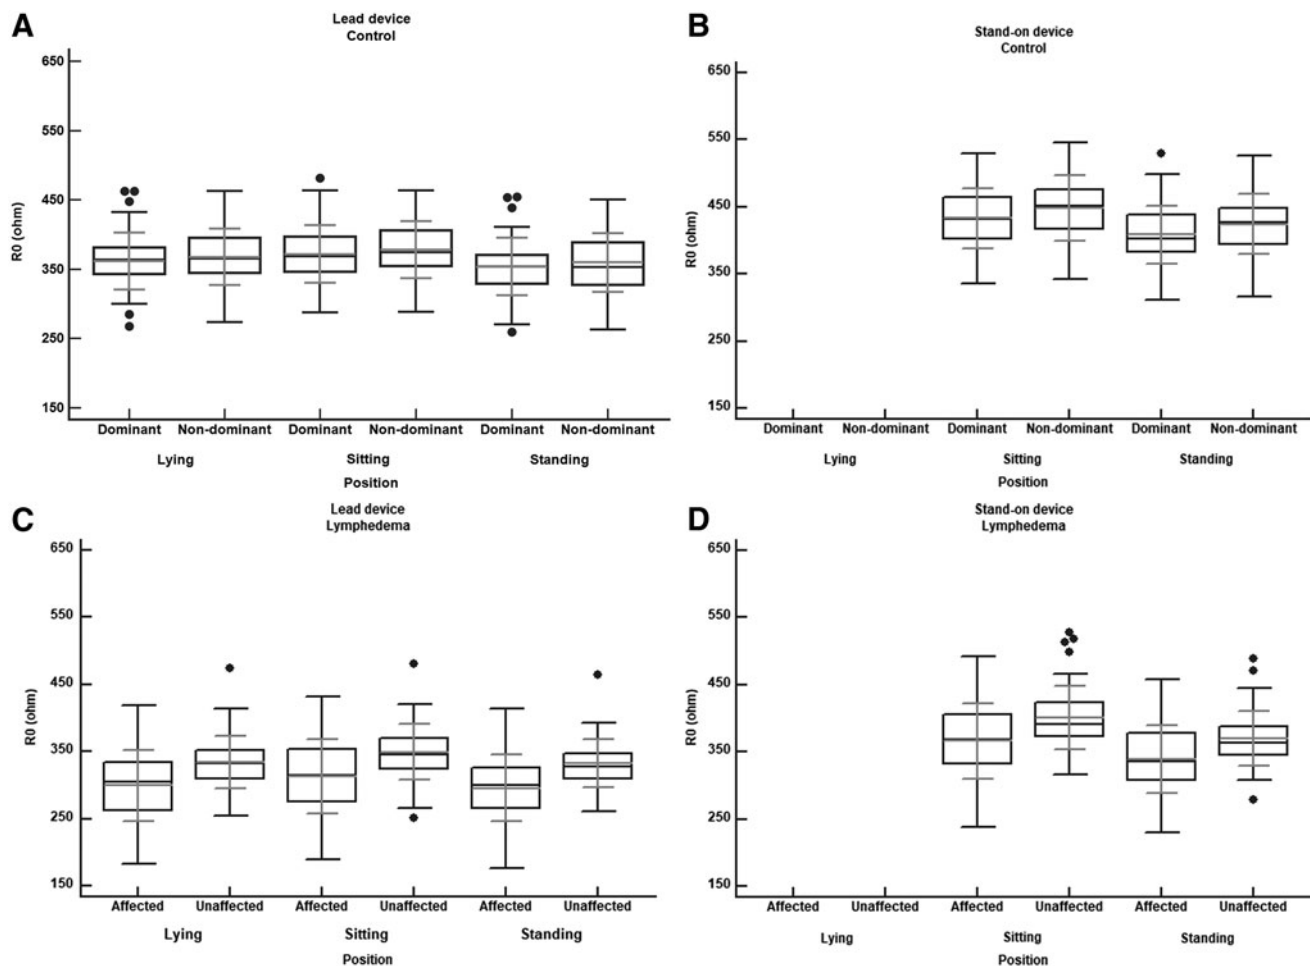 A
Lead device
Control
650
550
450
350
250
150
R0 (ohm)
Dominant Non-dominant Dominant Non-dominant Dominant Non-dominant
Lying Sitting Standing
Position
B
Stand-on device
Control
650
550
450
350
250
150
R0 (ohm)
Dominant Non-dominant Dominant Non-dominant Dominant Non-dominant
Lying Sitting Standing
Position
C
Lead device
Lymphedema
650
550
450
350
250
150
R0 (ohm)
Affected Unaffected Affected Unaffected Affected Unaffected
Lying Sitting Standing
Position
D
Stand-on device
Lymphedema
650
550
450
350
250
150
R0 (ohm)
Affected Unaffected Affected Unaffected Affected Unaffected
Lying Sitting Standing
Position